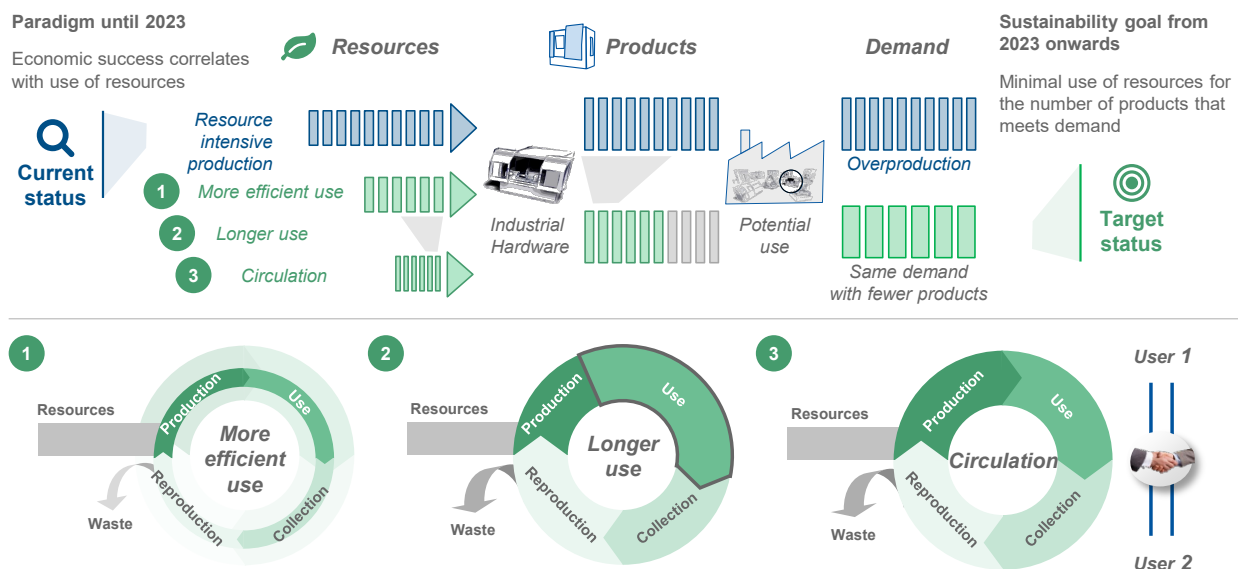 Paradigm until 2023
Economic success correlates
with use of resources
Resources
Products
Demand
Sustainability goal from
2023 onwards
Minimal use of resources for
the number of products that
meets demand
Current
status
Resource
intensive
production
1
More efficient use
2
Longer use
3
Circulation
Industrial
Hardware
Potential
use
Overproduction
Same demand
with fewer products
Target
status
1
Resources
Waste
Production
Use
Collection
Reproduction
More
efficient
use
2
Resources
Waste
Production
Use
Collection
Reproduction
Longer
use
3
Resources
Waste
Production
Use
Collection
Reproduction
Circulation
User 1
User 2